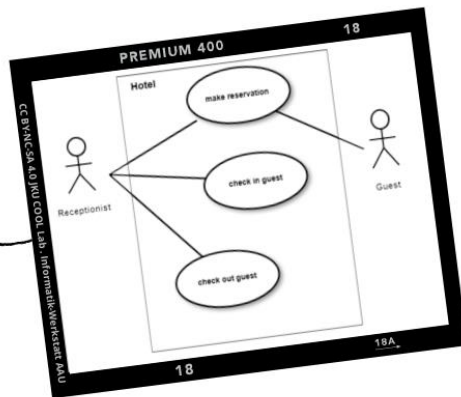 PREMIUM 400
18
Hotel
make reservation
Receptionist
check in guest
Guest
check out guest
CC BY-NC-SA 4.0 JKU COOL Lab , Informatik-Werkstatt AAU
18
18A